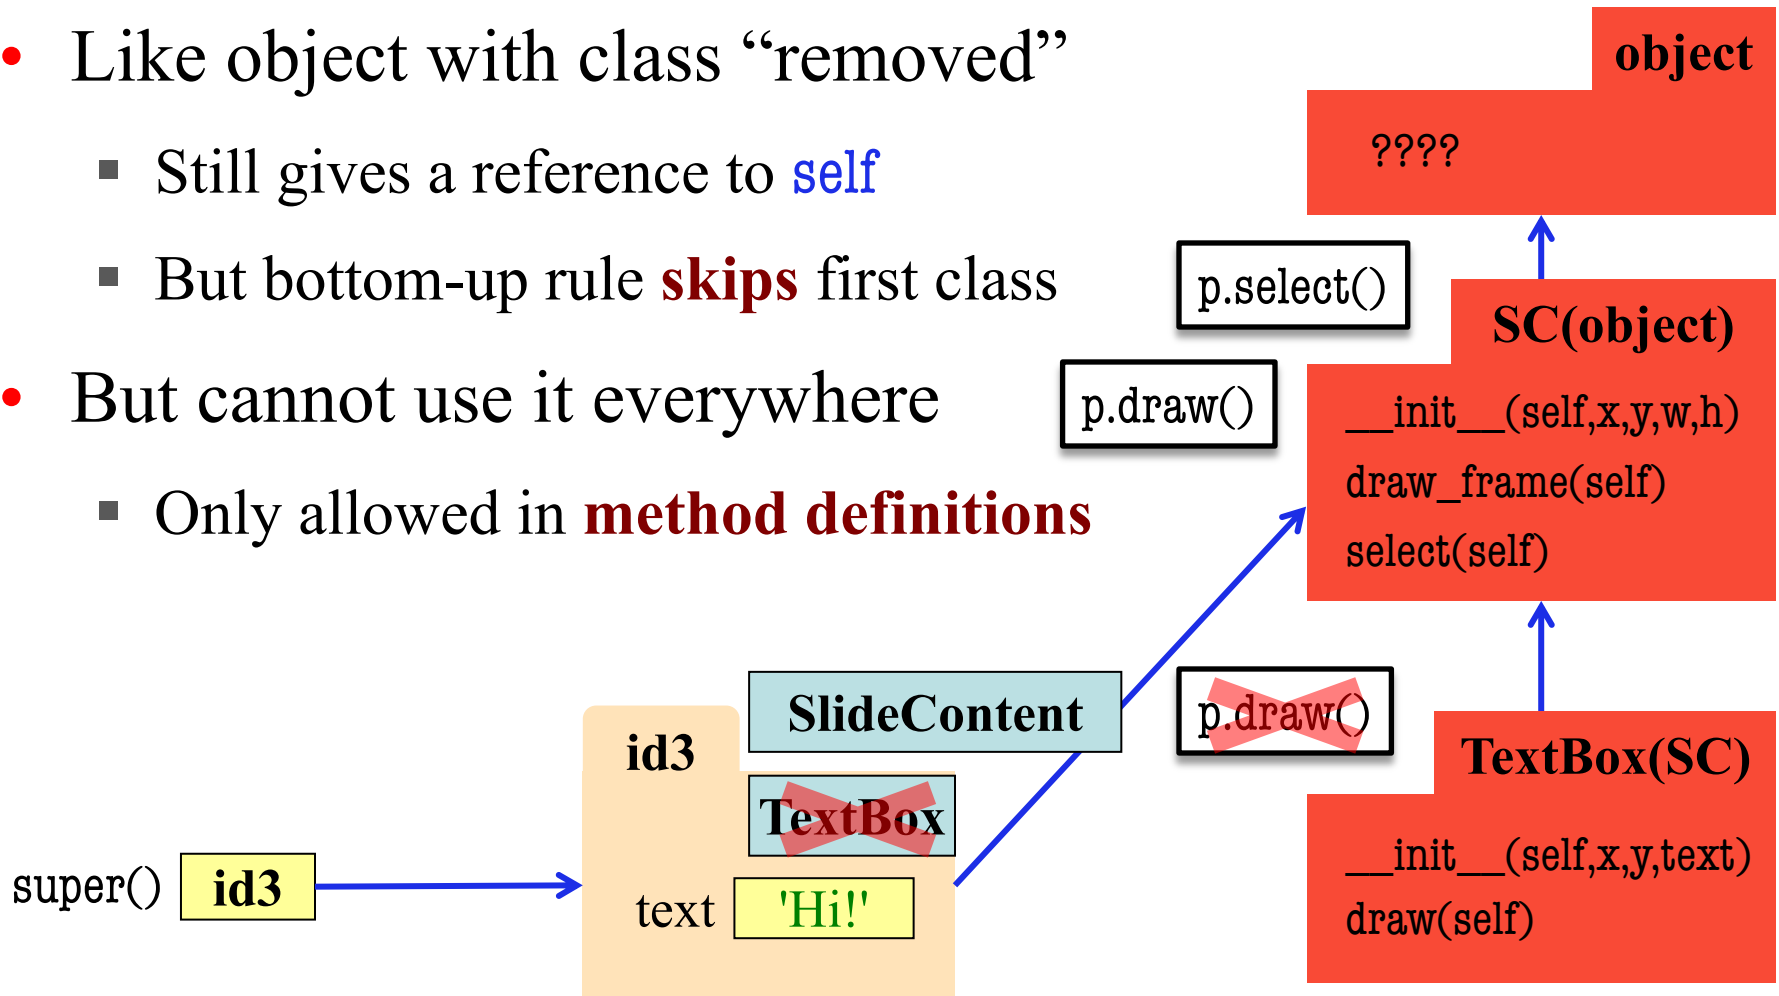 • Like object with class “removed”
▪ Still gives a reference to self
▪ But bottom-up rule skips first class
• But cannot use it everywhere
▪ Only allowed in method definitions
object
????
p.select()
SC(object)
p.draw()
__init__(self,x,y,w,h)
draw_frame(self)
select(self)
SlideContent
p.draw()
id3
TextBox
TextBox(SC)
super()
id3
text
'Hi!'
__init__(self,x,y,text)
draw(self)